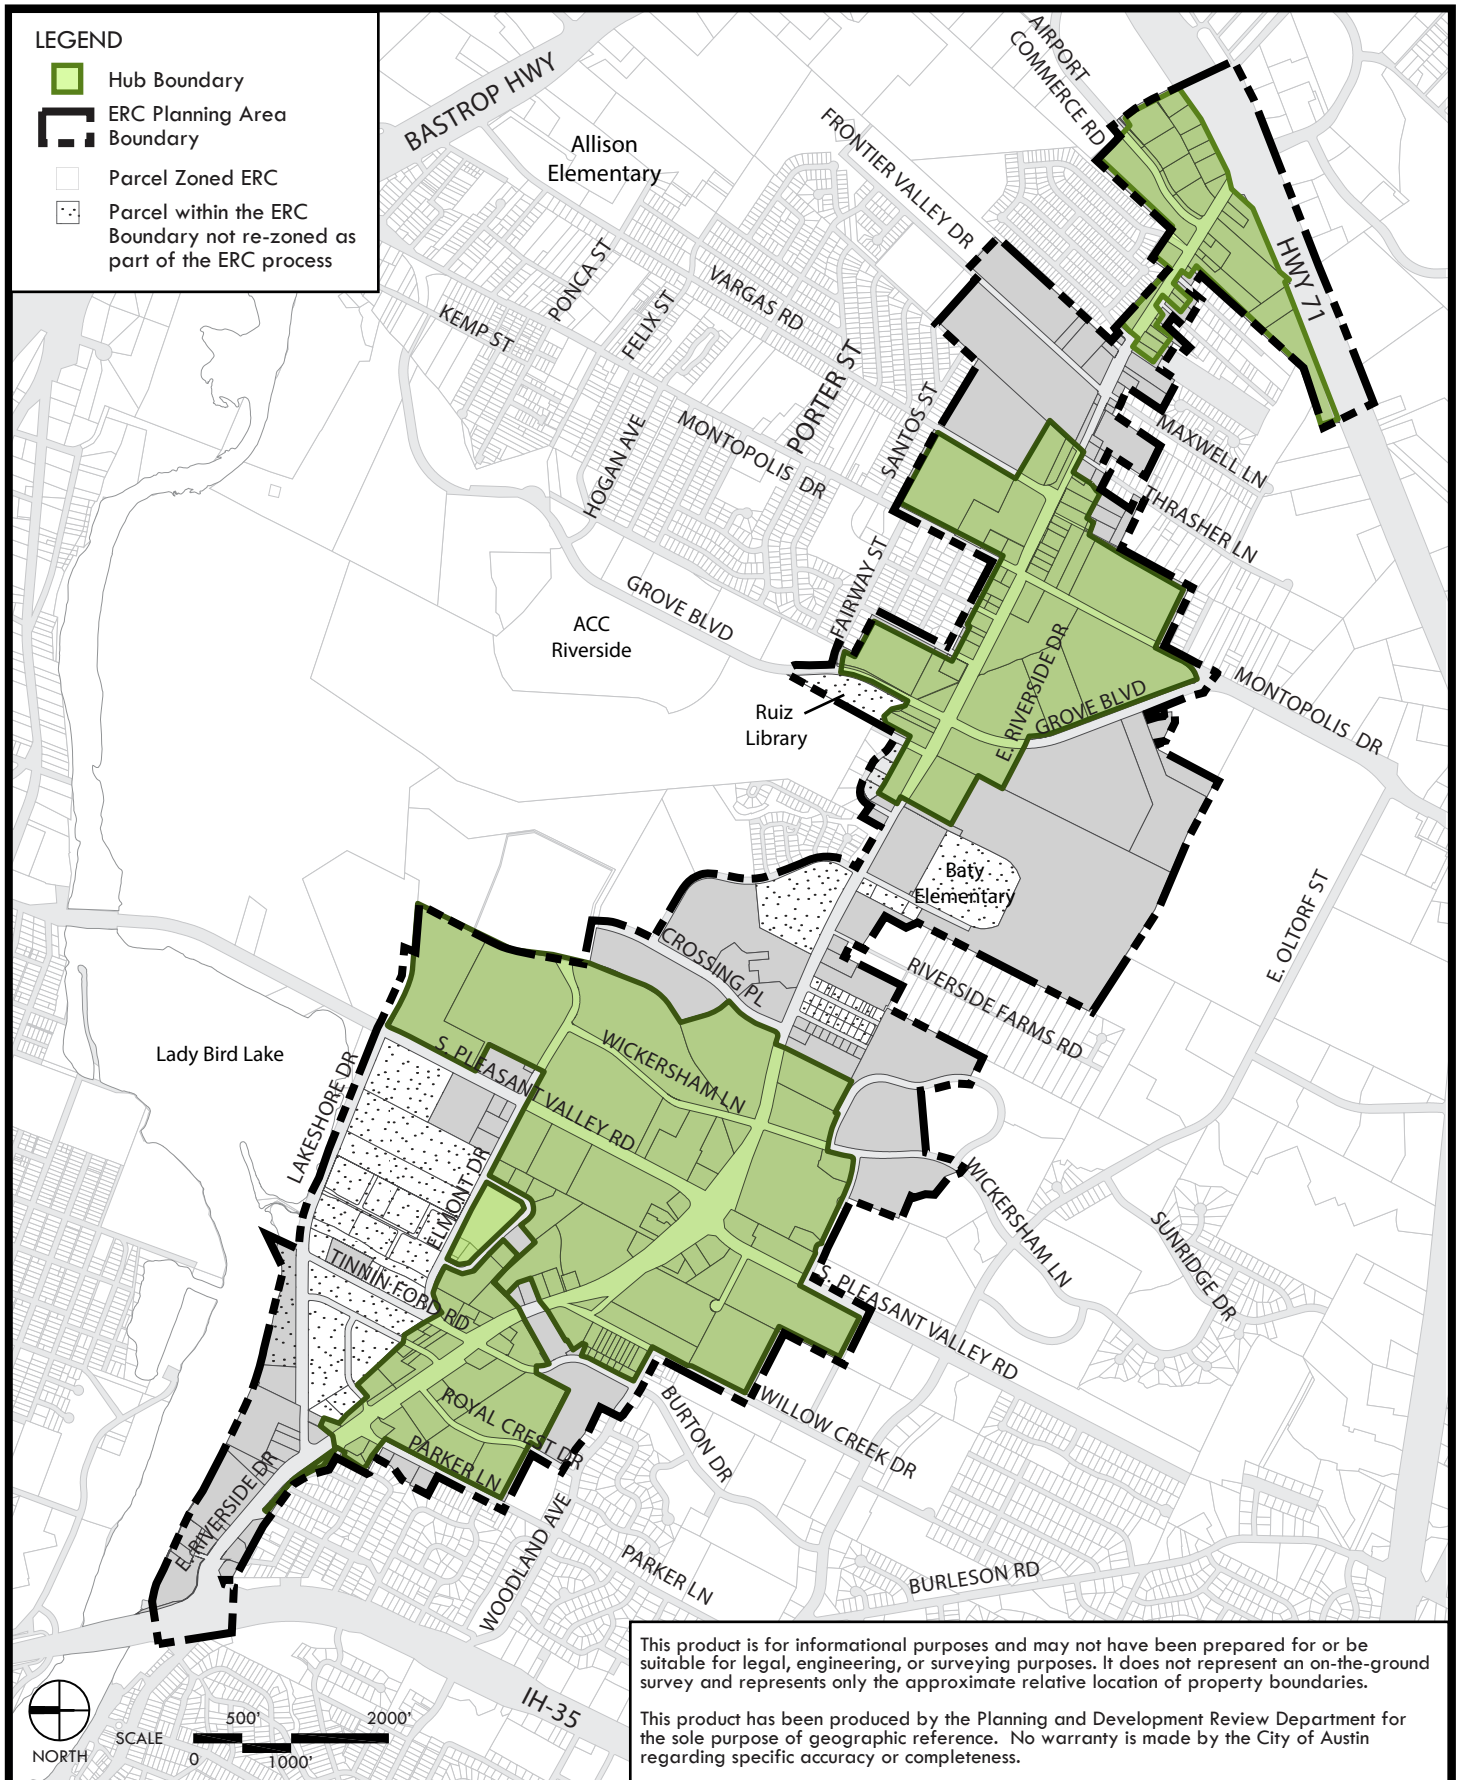 LEGEND
Hub Boundary
ERC Planning Area
Boundary
Parcel Zoned ERC
Parcel within the ERC
Boundary not re-zoned as
part of the ERC process
BASTROP HWY
AIRPORT
COMMERCE RD
Allison
Elementary
FRONTIER VALLEY DR
HWY 71
PONCA ST
VARGAS RD
FELIX ST
KEMP ST
PORTER ST
SANTOS ST
HOGAN AVE
MONTOPOLIS DR
MAXWELL LN
THRASHER LN
FAIRWAY ST
GROVE BLVD
ACC
Riverside
E. RIVERSIDE DR
GROVE BLVD
MONTOPOLIS DR
Ruiz
Library
Baty
Elementary
E. OLTORF ST
CROSSING PL
RIVERSIDE FARMS RD
Lady Bird Lake
LAKESHORE DR
S. PLEASANT VALLEY RD
WICKERSHAM LN
ELMONT DR
WICKERSHAM LN
SUNRIDGE DR
TINNIN FORD RD
S. PLEASANT VALLEY RD
ROYAL CREST DR
PARKER LN
BURTON DR
WILLOW CREEK DR
E. RIVERSIDE DR
WOODLAND AVE
PARKER LN
BURLESON RD
IH-35
NORTH
SCALE
500'
2000'
0
1000'
This product is for informational purposes and may not have been prepared for or be
suitable for legal, engineering, or surveying purposes. It does not represent an on-the-ground
survey and represents only the approximate relative location of property boundaries.
This product has been produced by the Planning and Development Review Department for
the sole purpose of geographic reference. No warranty is made by the City of Austin
regarding specific accuracy or completeness.